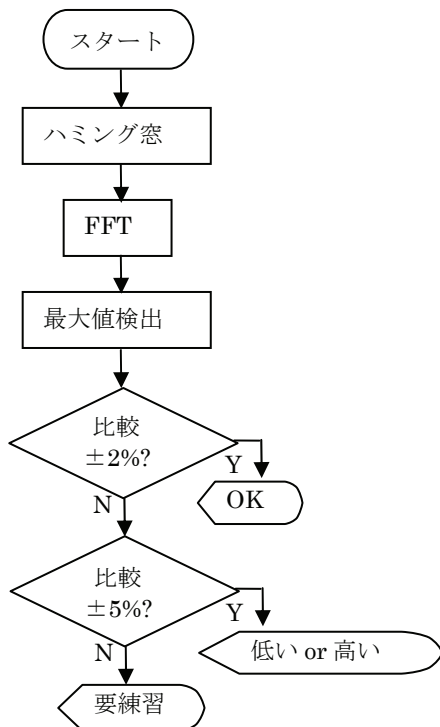 スタート
ハミング窓
FFT
最大値検出
比較
±2%?
Y
OK
N
比較
±5%?
Y
低い or 高い
N
要練習